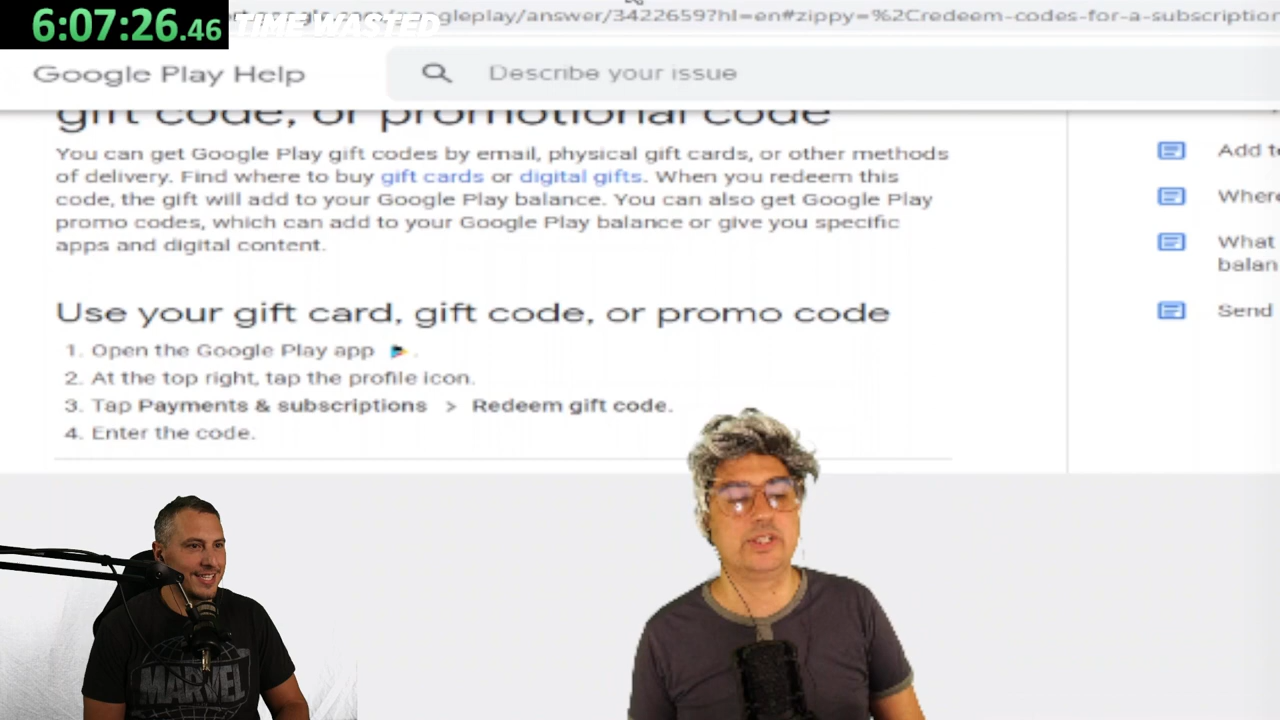 6:07:26.46 TIME WASTED
gleplay/answer/3422659?hl=en#zippy=%2Credeem-codes-for-a-subscription
Google Play Help
Describe your issue
gift code, or promotional code
You can get Google Play gift codes by email, physical gift cards, or other methods
of delivery. Find where to buy gift cards or digital gifts. When you redeem this
code, the gift will add to your Google Play balance. You can also get Google Play
promo codes, which can add to your Google Play balance or give you specific
apps and digital content.
Use your gift card, gift code, or promo code
1. Open the Google Play app .
2. At the top right, tap the profile icon.
3. Tap Payments & subscriptions > Redeem gift code.
4. Enter the code.
Add t
Where
What
balan
Send
MARVEL